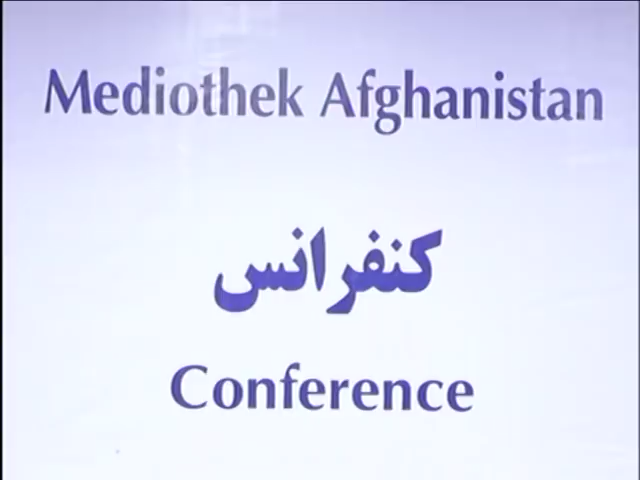 Mediothek Afghanistan
کنفرانس
Conference